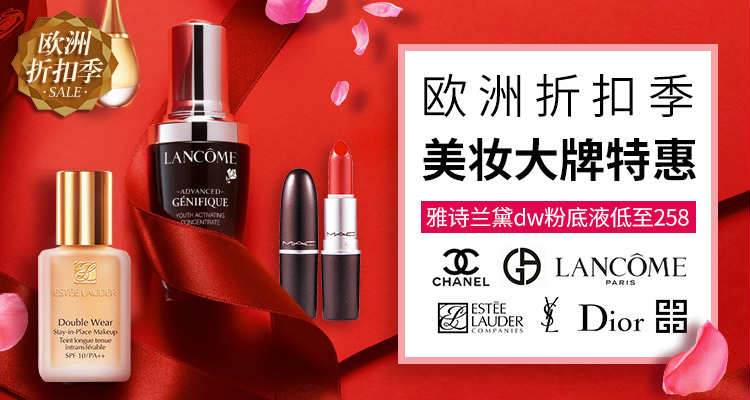 欧洲
折扣季
SALE
LANCÔME
ADVANCED
GÉNIFIQUE
YOUTH ACTIVATING
CONCENTRATE
MAC
ESTĒE LAUDER
Double Wear
Stay-in-Place Makeup
Teint longue tenue
intransférable
SPF 10/PA++
欧洲折扣季
美妆大牌特惠
雅诗兰黛dw粉底液低至258
CHANEL
GA
LANCÔME
PARIS
ESTĒE
LAUDER
COMPANIES
YSL
Dior